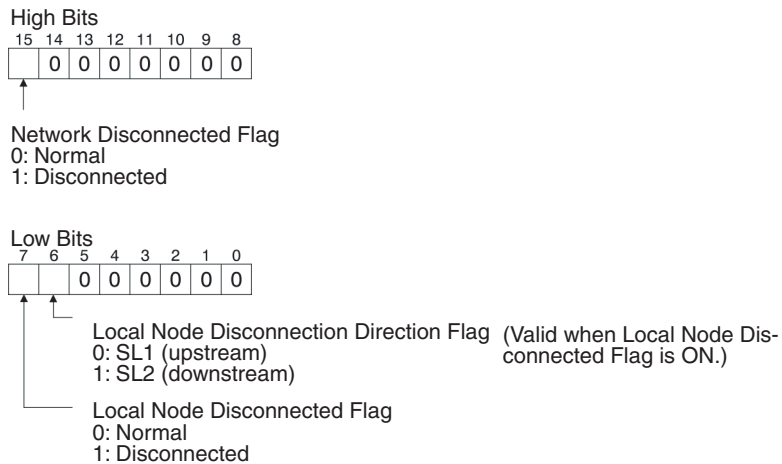 High Bits
15 14 13 12 11 10 9 8
0 0 0 0 0 0 0
Network Disconnected Flag
0: Normal
1: Disconnected
Low Bits
7 6 5 4 3 2 1 0
0 0 0 0 0 0
Local Node Disconnection Direction Flag (Valid when Local Node Dis-
0: SL1 (upstream) connected Flag is ON.)
1: SL2 (downstream)
Local Node Disconnected Flag
0: Normal
1: Disconnected